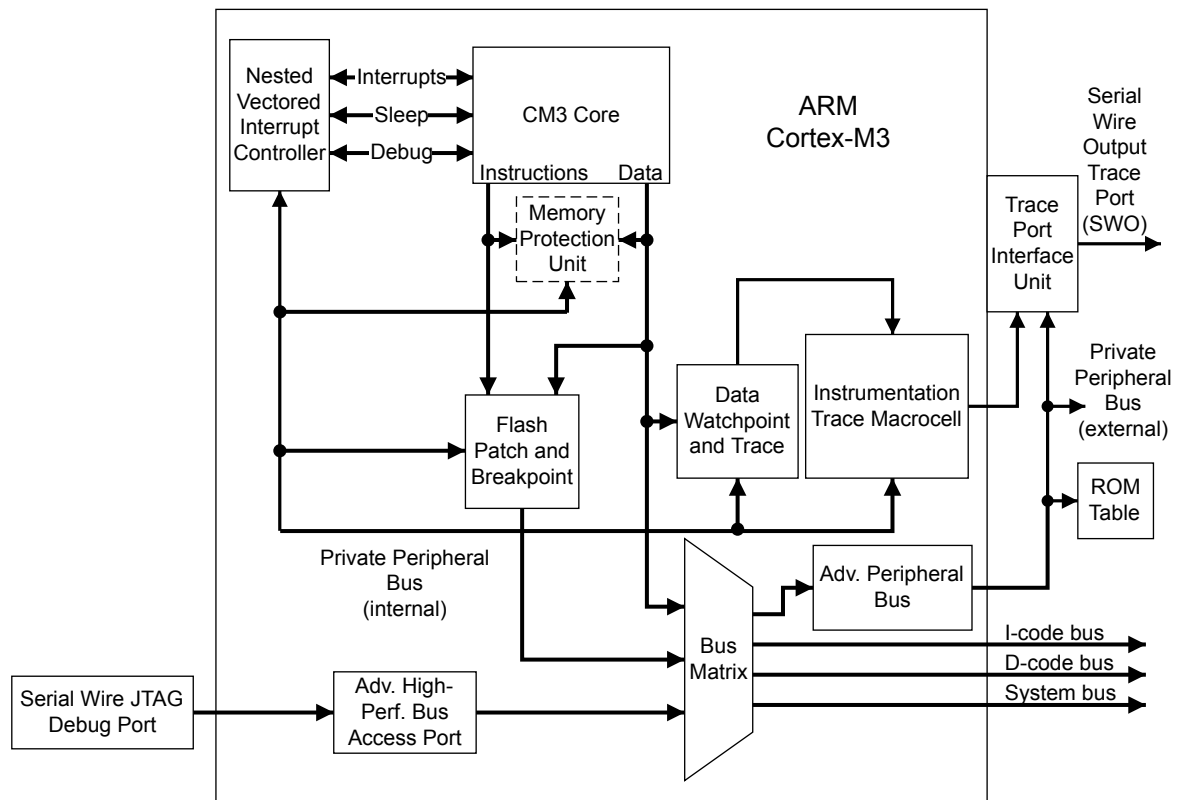 Nested
Vectored
Interrupt
Controller
Interrupts
Sleep
Debug
CM3 Core
Instructions Data
ARM
Cortex-M3
Memory
Protection
Unit
Serial
Wire
Output
Trace
Port
(SWO)
Trace
Port
Interface
Unit
Private
Peripheral
Bus
(external)
Flash
Patch and
Breakpoint
Data
Watchpoint
and Trace
Instrumentation
Trace Macrocell
ROM
Table
Private Peripheral
Bus
(internal)
Adv. Peripheral
Bus
Bus
Matrix
I-code bus
D-code bus
System bus
Serial Wire JTAG
Debug Port
Adv. High-
Perf. Bus
Access Port